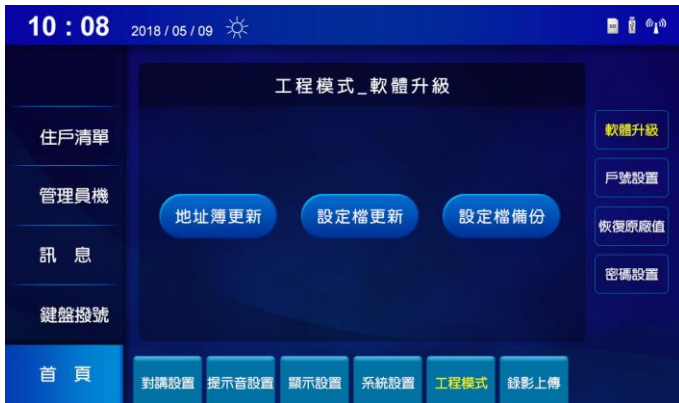 10 : 08 2018 / 05 / 09
工程模式_軟體升級
住戶清單
管理員機
訊 息
鍵盤撥號
首 頁
地址簿更新 設定檔更新 設定檔備份
軟體升級
戶號設置
恢復原廠值
密碼設置
對講設置 提示音設置 顯示設置 系統設置 工程模式 錄影上傳